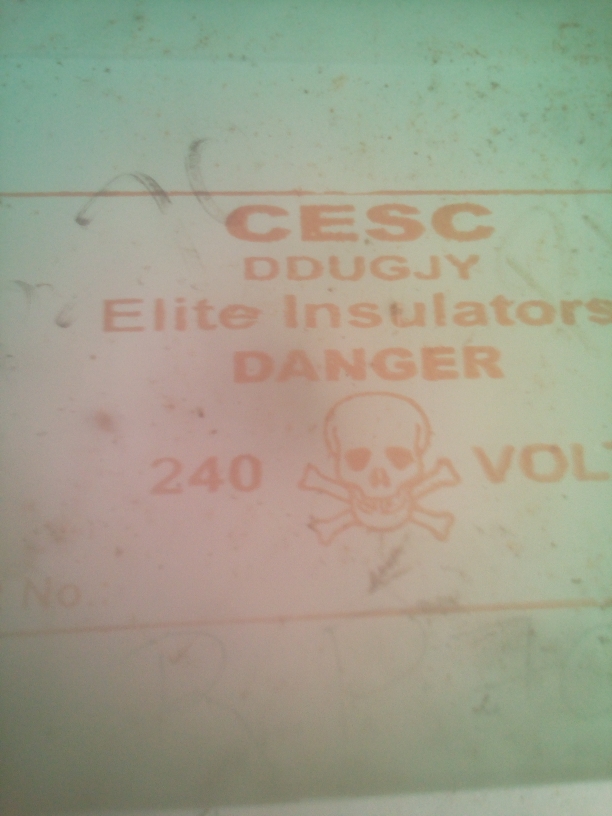 CESC
DDUGJY
Elite Insulators
DANGER
240 VOLT
No.